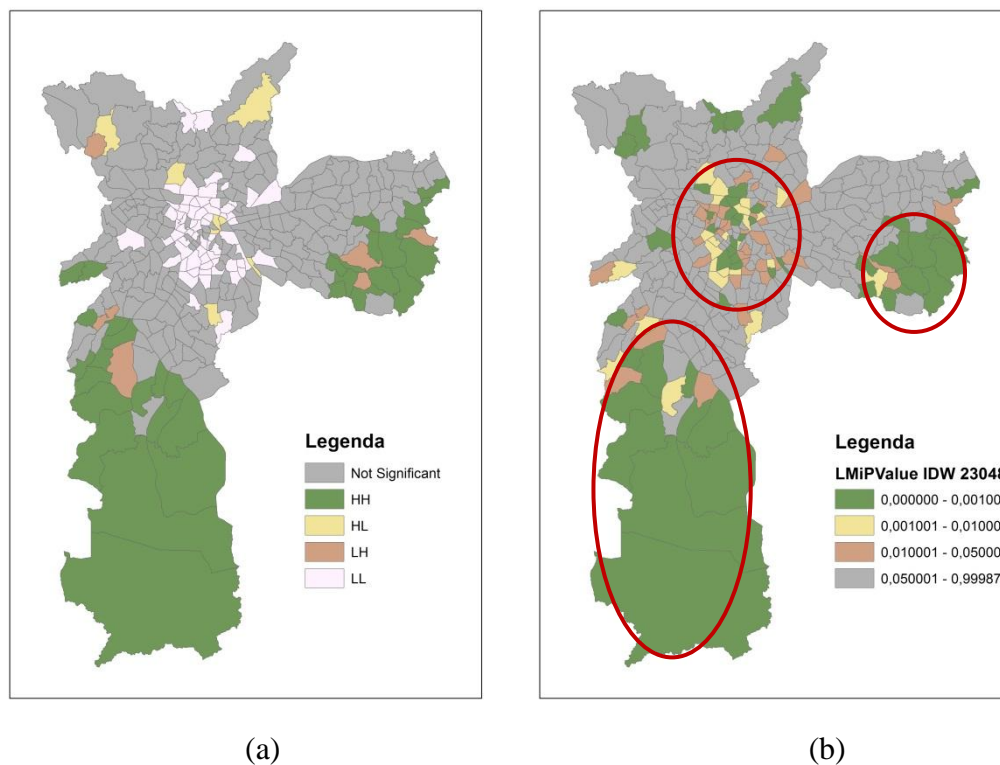 Legenda
Not Significant
HH
HL
LH
LL
Legenda
LMiPValue IDW 23048
0,000000 - 0,00100
0,001001 - 0,01000
0,010001 - 0,05000
0,050001 - 0,99987
(a)
(b)